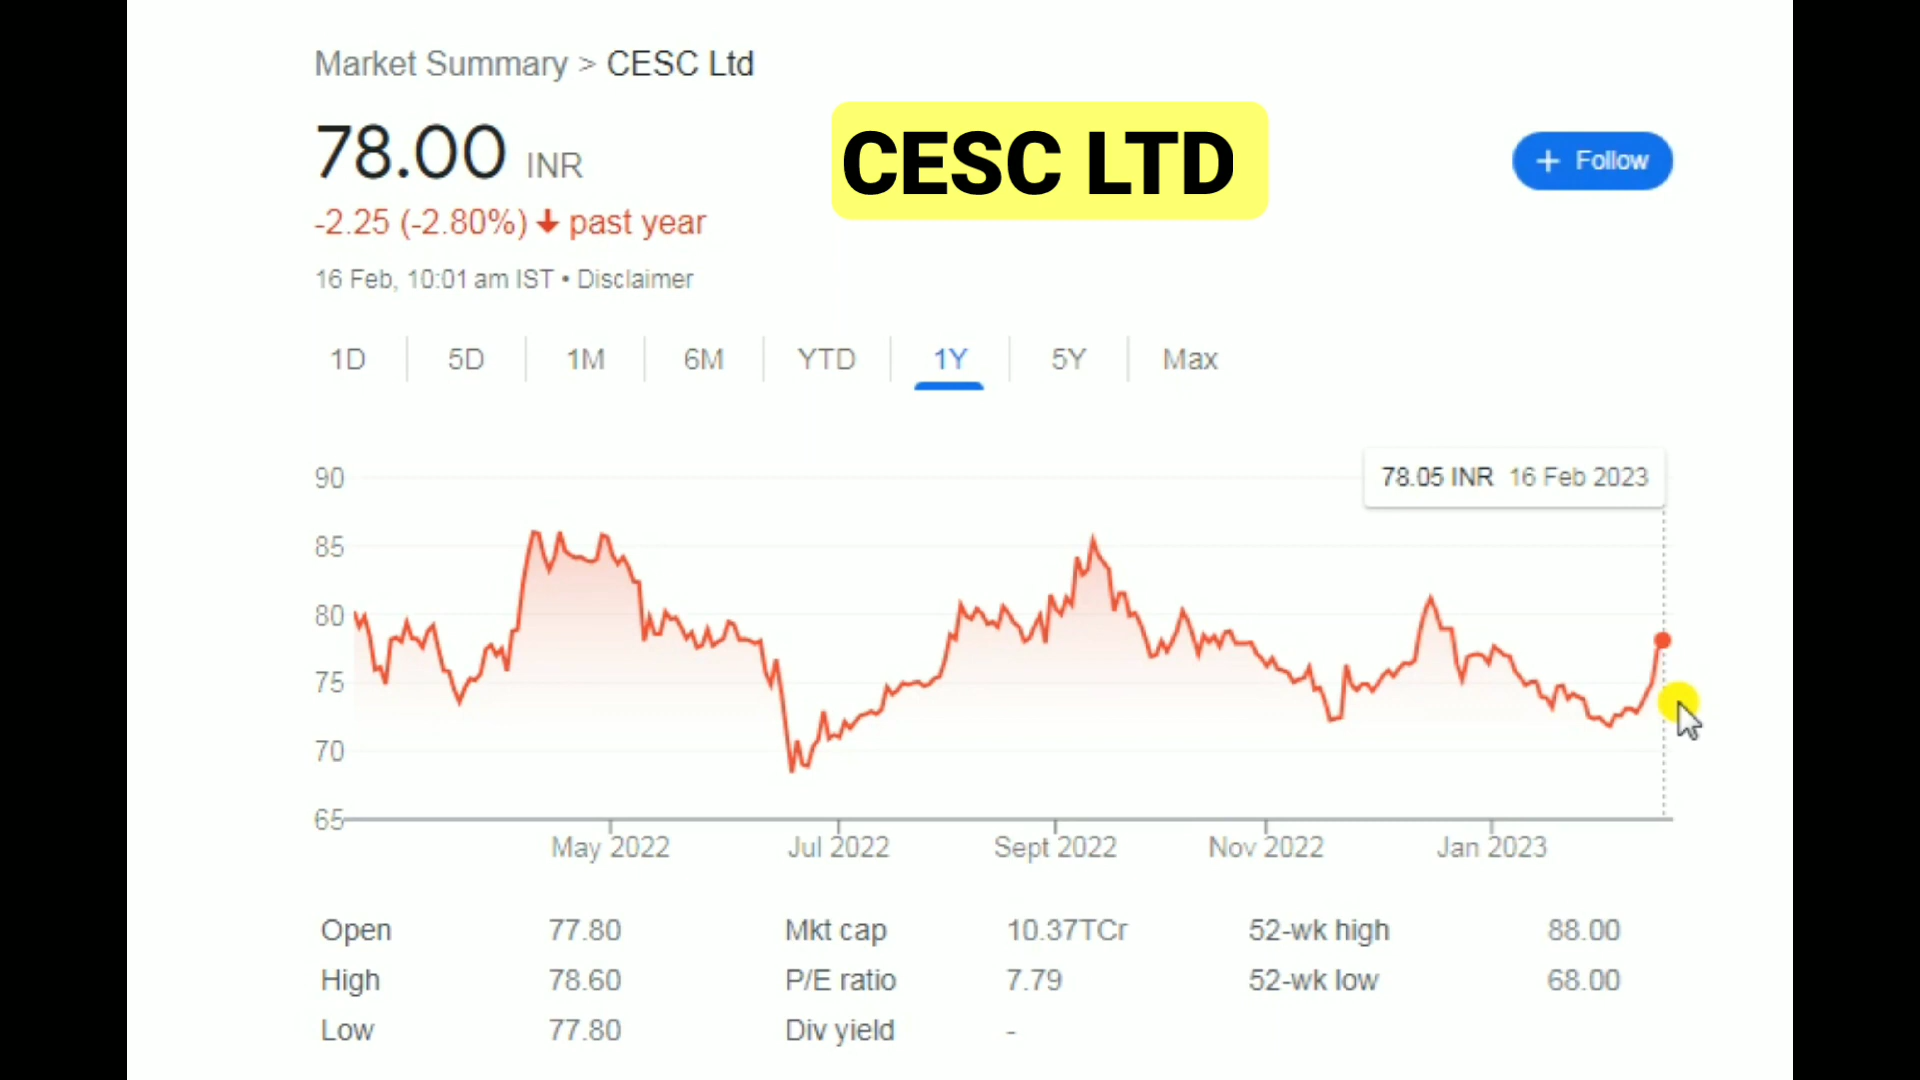 Market Summary > CESC Ltd
78.00 INR
CESC LTD
+ Follow
-2.25 (-2.80%) ↓ past year
16 Feb, 10:01 am IST • Disclaimer
1D 5D 1M 6M YTD 1Y 5Y Max
78.05 INR 16 Feb 2023
90
85
80
75
70
65
May 2022 Jul 2022 Sept 2022 Nov 2022 Jan 2023
Open 77.80 Mkt cap 10.37TCr 52-wk high 88.00
High 78.60 P/E ratio 7.79 52-wk low 68.00
Low 77.80 Div yield -